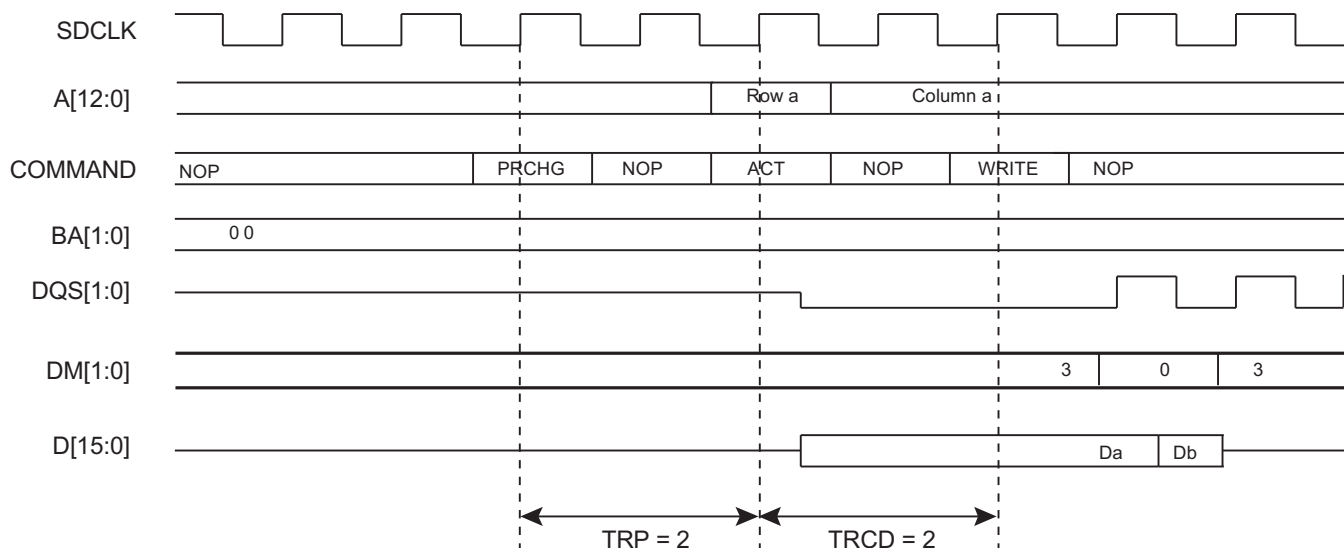 SDCLK
A[12:0] Row a Column a
COMMAND NOP PRCHG NOP ACT NOP WRITE NOP
BA[1:0] 0 0
DQS[1:0]
DM[1:0] 3 0 3
D[15:0] Da Db
TRP = 2 TRCD = 2